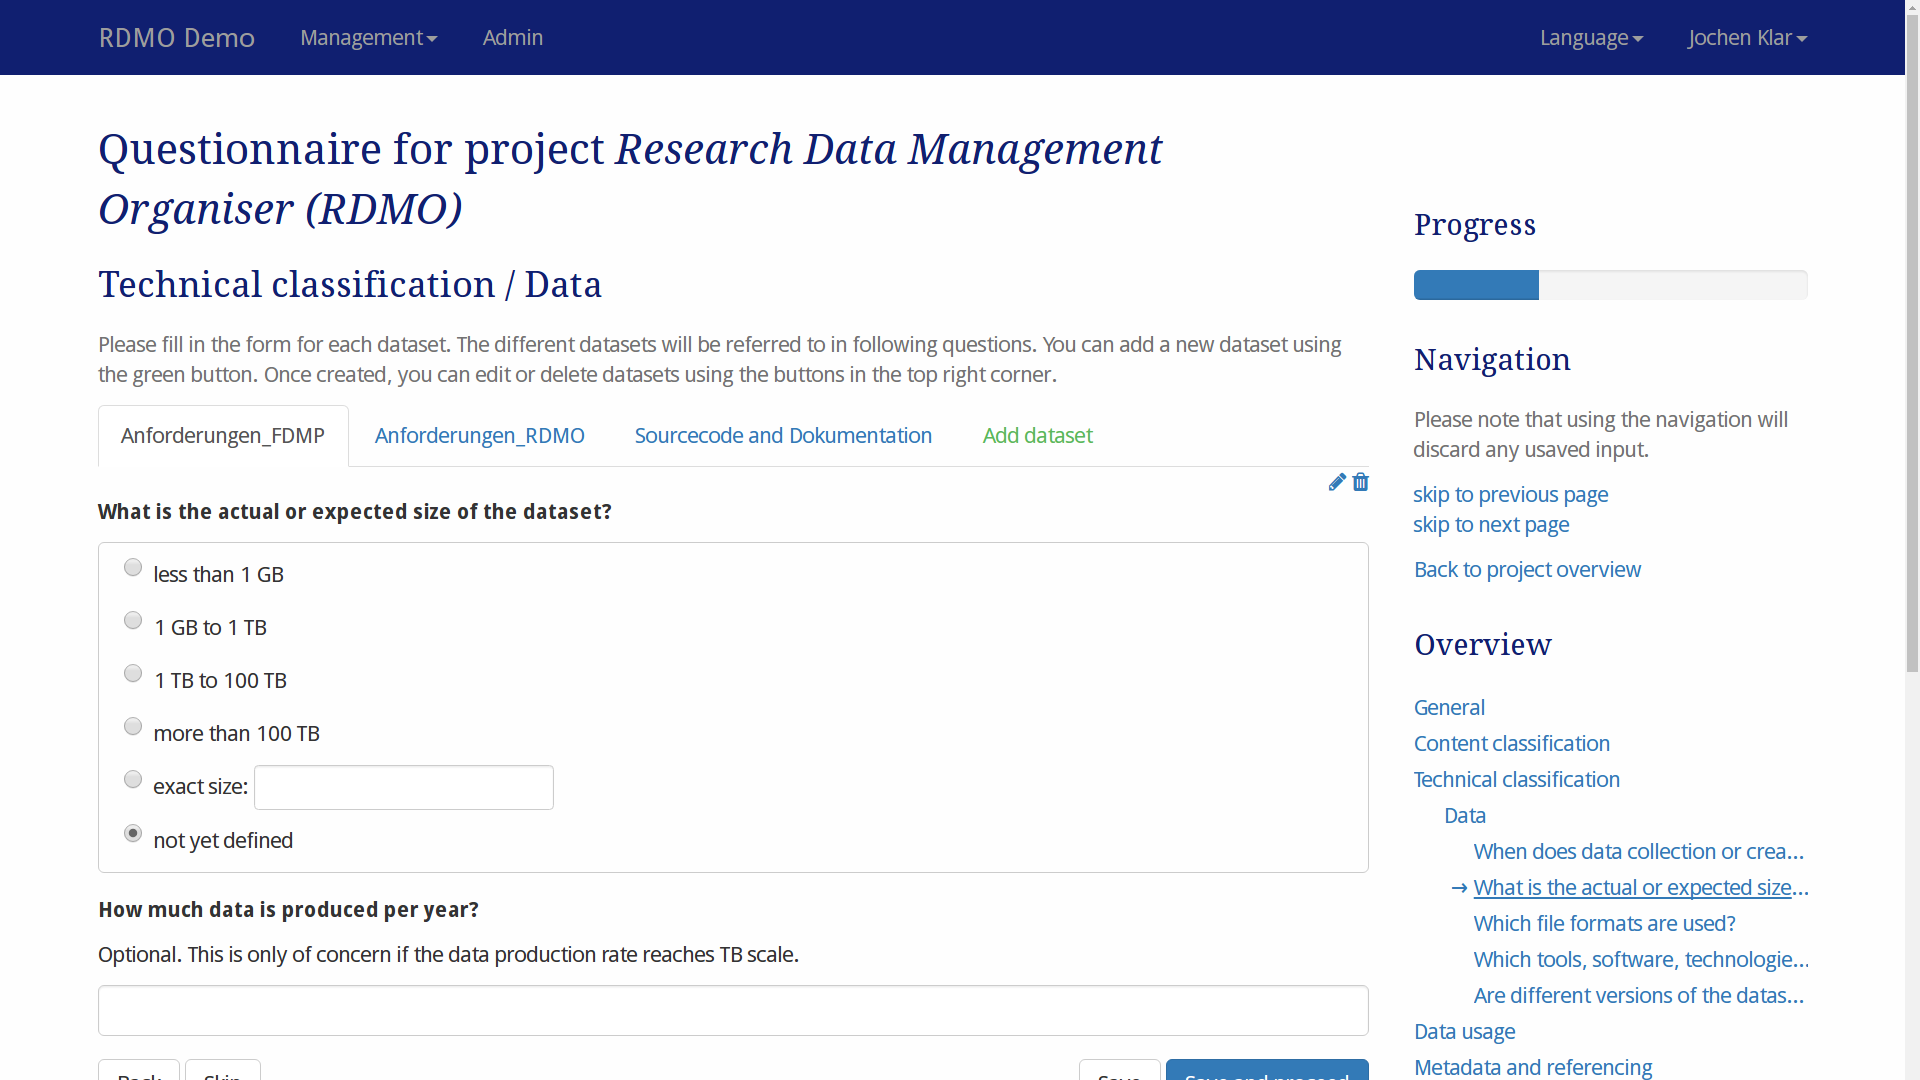 RDMO Demo Management Admin Language Jochen Klar
Questionnaire for project Research Data Management
Organiser (RDMO)
Technical classification / Data
Please fill in the form for each dataset. The different datasets will be referred to in following questions. You can add a new dataset using
the green button. Once created, you can edit or delete datasets using the buttons in the top right corner.
Anforderungen_FDMP Anforderungen_RDMO Sourcecode and Dokumentation Add dataset
What is the actual or expected size of the dataset?
less than 1 GB
1 GB to 1 TB
1 TB to 100 TB
more than 100 TB
exact size:
not yet defined
How much data is produced per year?
Optional. This is only of concern if the data production rate reaches TB scale.
Back Skip Save Save and proceed
Progress
Navigation
Please note that using the navigation will
discard any usaved input.
skip to previous page
skip to next page
Back to project overview
Overview
General
Content classification
Technical classification
Data
When does data collection or crea...
→ What is the actual or expected size...
Which file formats are used?
Which tools, software, technologie...
Are different versions of the datas...
Data usage
Metadata and referencing